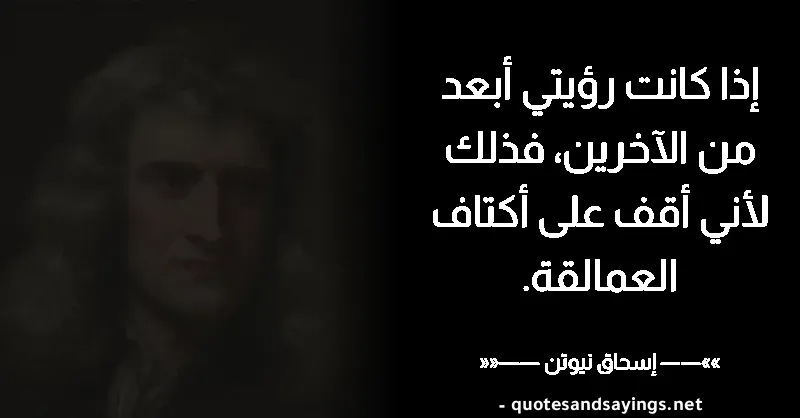 إذا كانت رؤيتي أبعد
من الآخرين، فذلك
لأني أقف على أكتاف
العمالقة.
»»—— إسحاق نيوتن ——««
- quotesandsayings.net